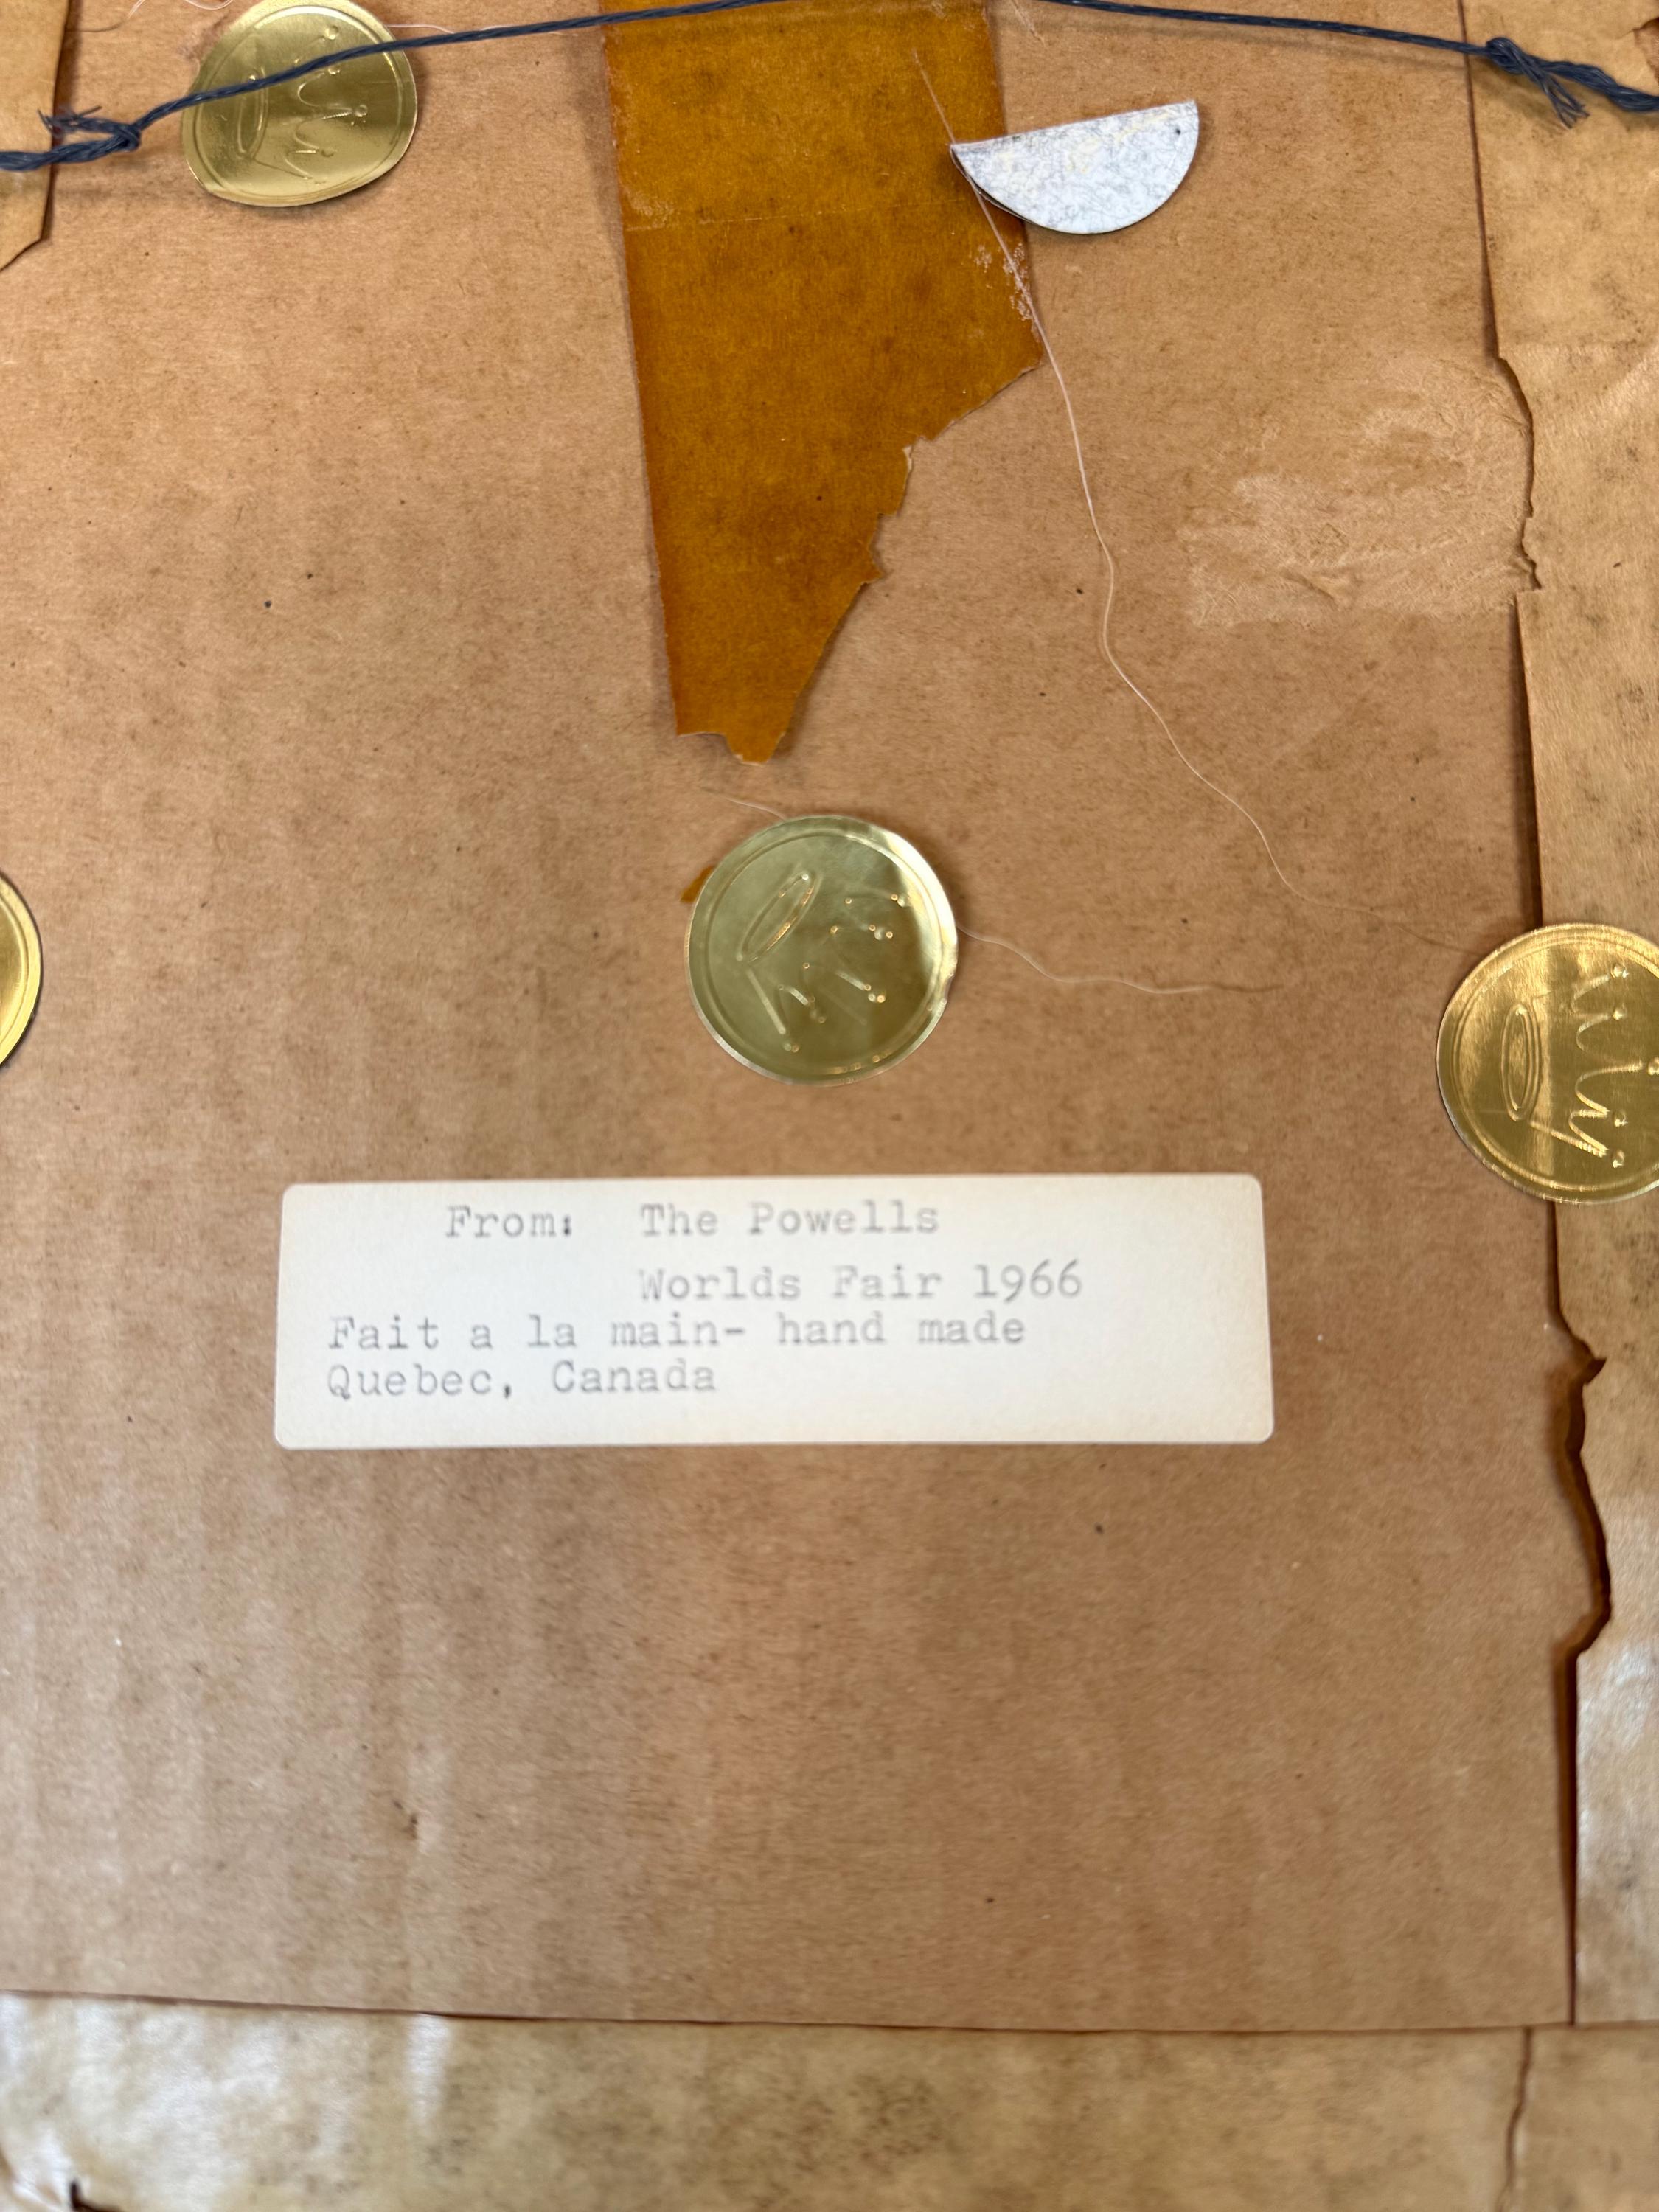 From: The Powells
Worlds Fair 1966
Fait a la main- hand made
Quebec, Canada